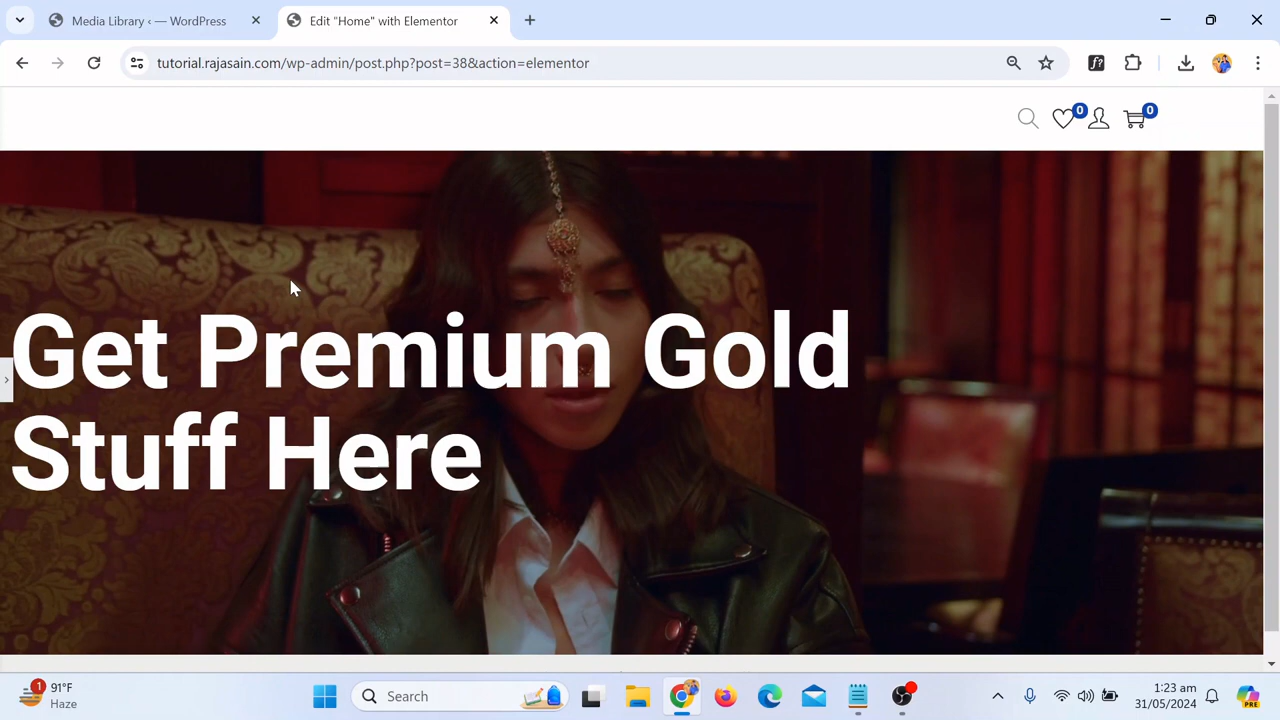 Media Library ‹ — WordPress
Edit "Home" with Elementor
tutorial.rajasain.com/wp-admin/post.php?post=38&action=elementor
f?
0
0
Get Premium Gold
Stuff Here
1
91°F
Haze
Search
1:23 am
31/05/2024
PRE